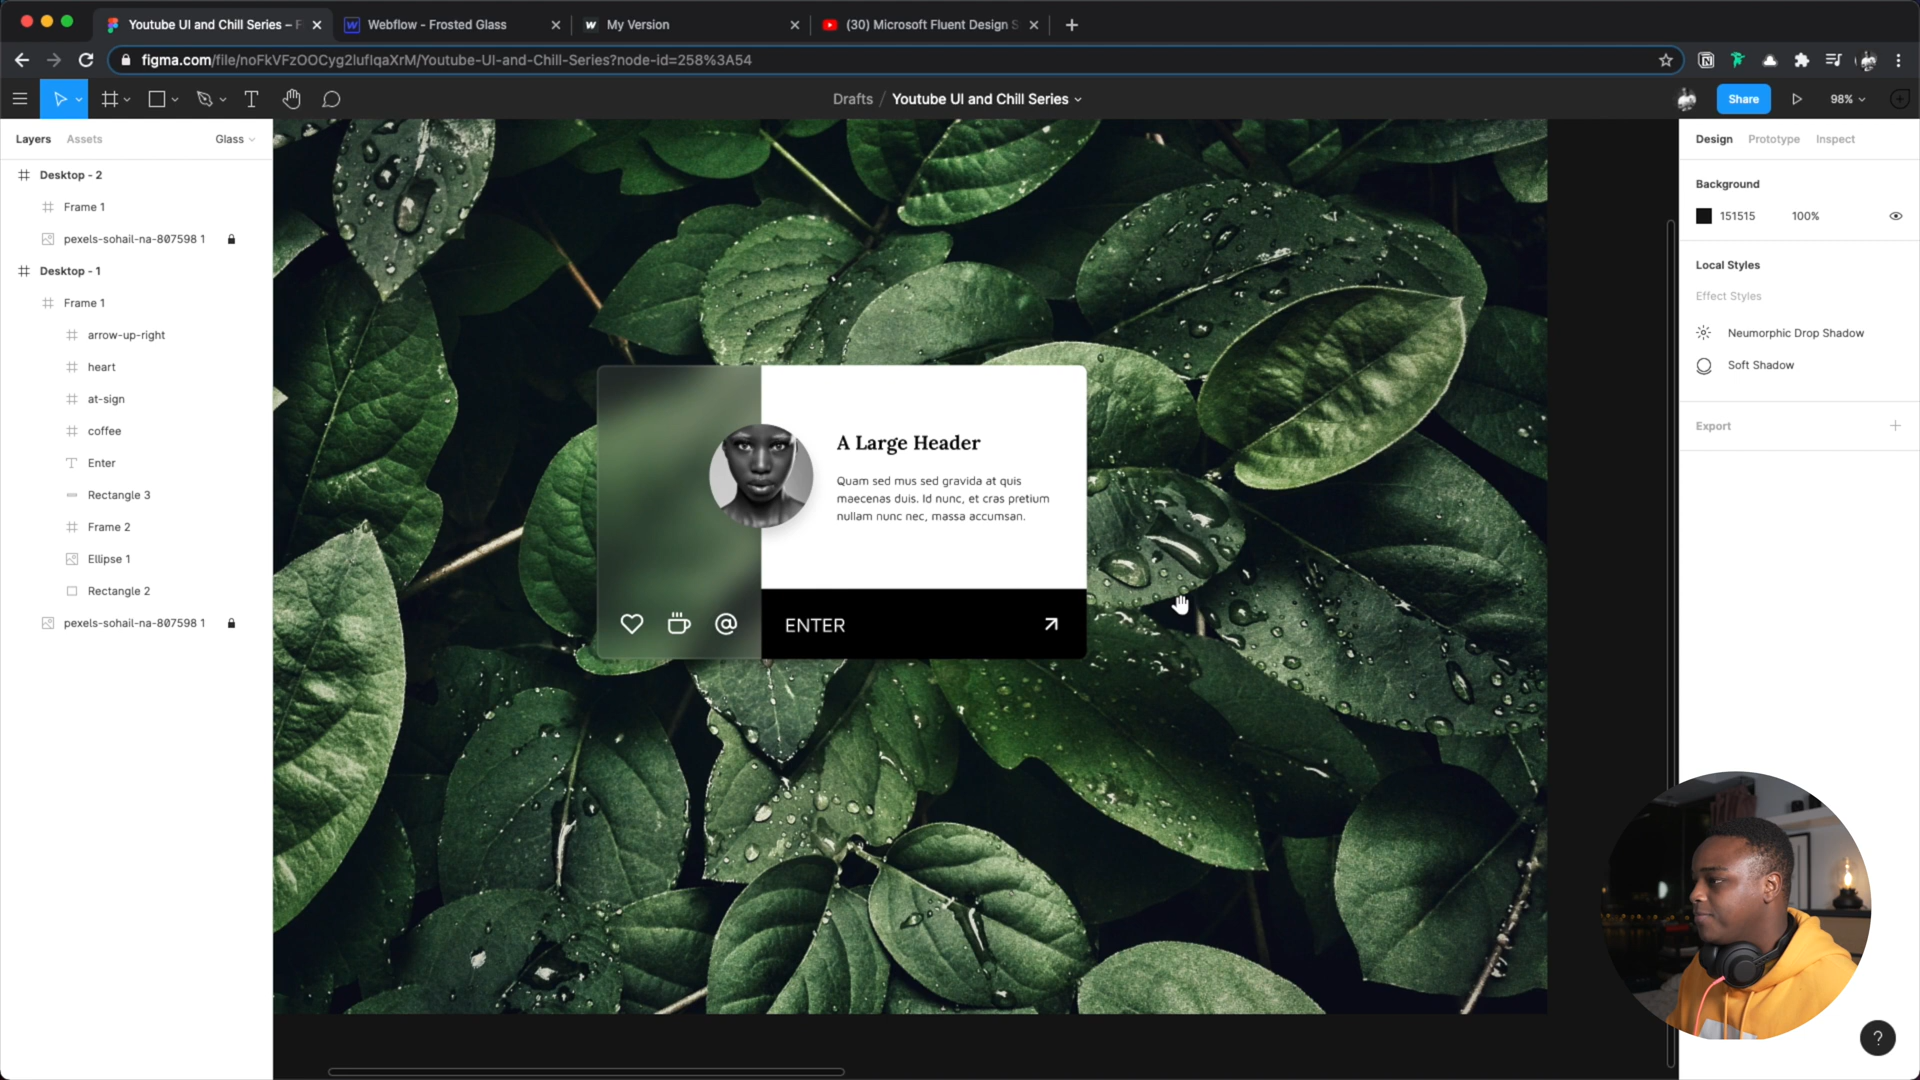 Youtube UI and Chill Series – F
Webflow - Frosted Glass
My Version
(30) Microsoft Fluent Design S
figma.com/file/noFkVFzOOCyg2lufIqaXrM/Youtube-UI-and-Chill-Series?node-id=258%3A54
Drafts / Youtube UI and Chill Series
Share
98%
Layers
Assets
Glass
Desktop - 2
Frame 1
pexels-sohail-na-807598 1
Desktop - 1
Frame 1
arrow-up-right
heart
at-sign
coffee
Enter
Rectangle 3
Frame 2
Ellipse 1
Rectangle 2
pexels-sohail-na-807598 1
A Large Header
Quam sed mus sed gravida at quis
maecenas duis. Id nunc, et cras pretium
nullam nunc nec, massa accumsan.
ENTER
Design
Prototype
Inspect
Background
151515
100%
Local Styles
Effect Styles
Neumorphic Drop Shadow
Soft Shadow
Export
?